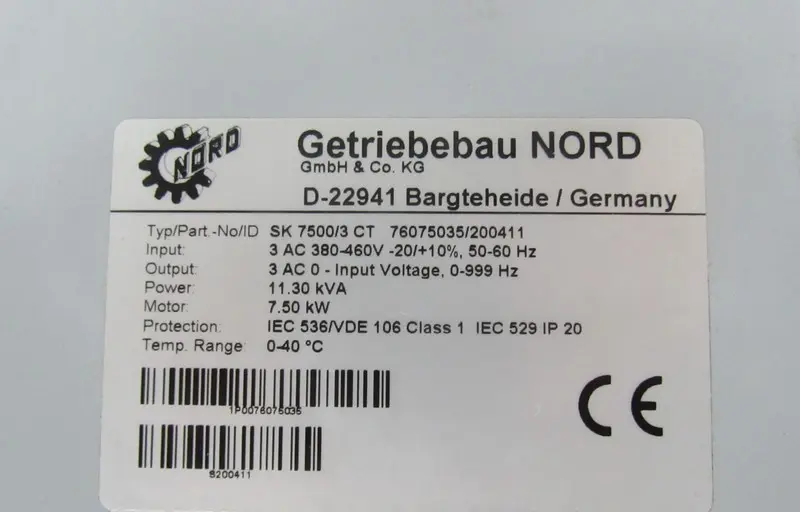 NORD
Getriebebau NORD
GmbH & Co. KG
D-22941 Bargteheide / Germany
Typ/Part.-No/ID SK 7500/3 CT 76075035/200411
Input: 3 AC 380-460V -20/+10%, 50-60 Hz
Output: 3 AC 0 - Input Voltage, 0-999 Hz
Power: 11.30 kVA
Motor: 7.50 kW
Protection: IEC 536/VDE 106 Class 1 IEC 529 IP 20
Temp. Range: 0-40 °C
1P0076075035
S200411
CE